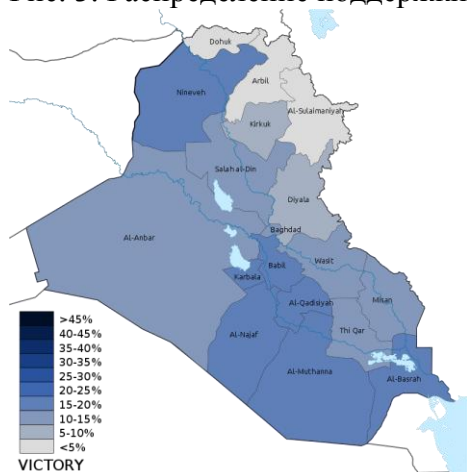 Рис. 3. Распределение поддержки
Dohuk
Nineveh
Arbil
Al-Sulaimaniyah
Kirkuk
Salah al-Din
Diyala
Al-Anbar
Baghdad
Wasit
Karbala
Babil
Al-Qadisiyah
Misan
Al-Najaf
Thi Qar
Al-Muthanna
Al-Basrah
>45%
40-45%
35-40%
30-35%
25-30%
20-25%
15-20%
10-15%
5-10%
<5%
VICTORY